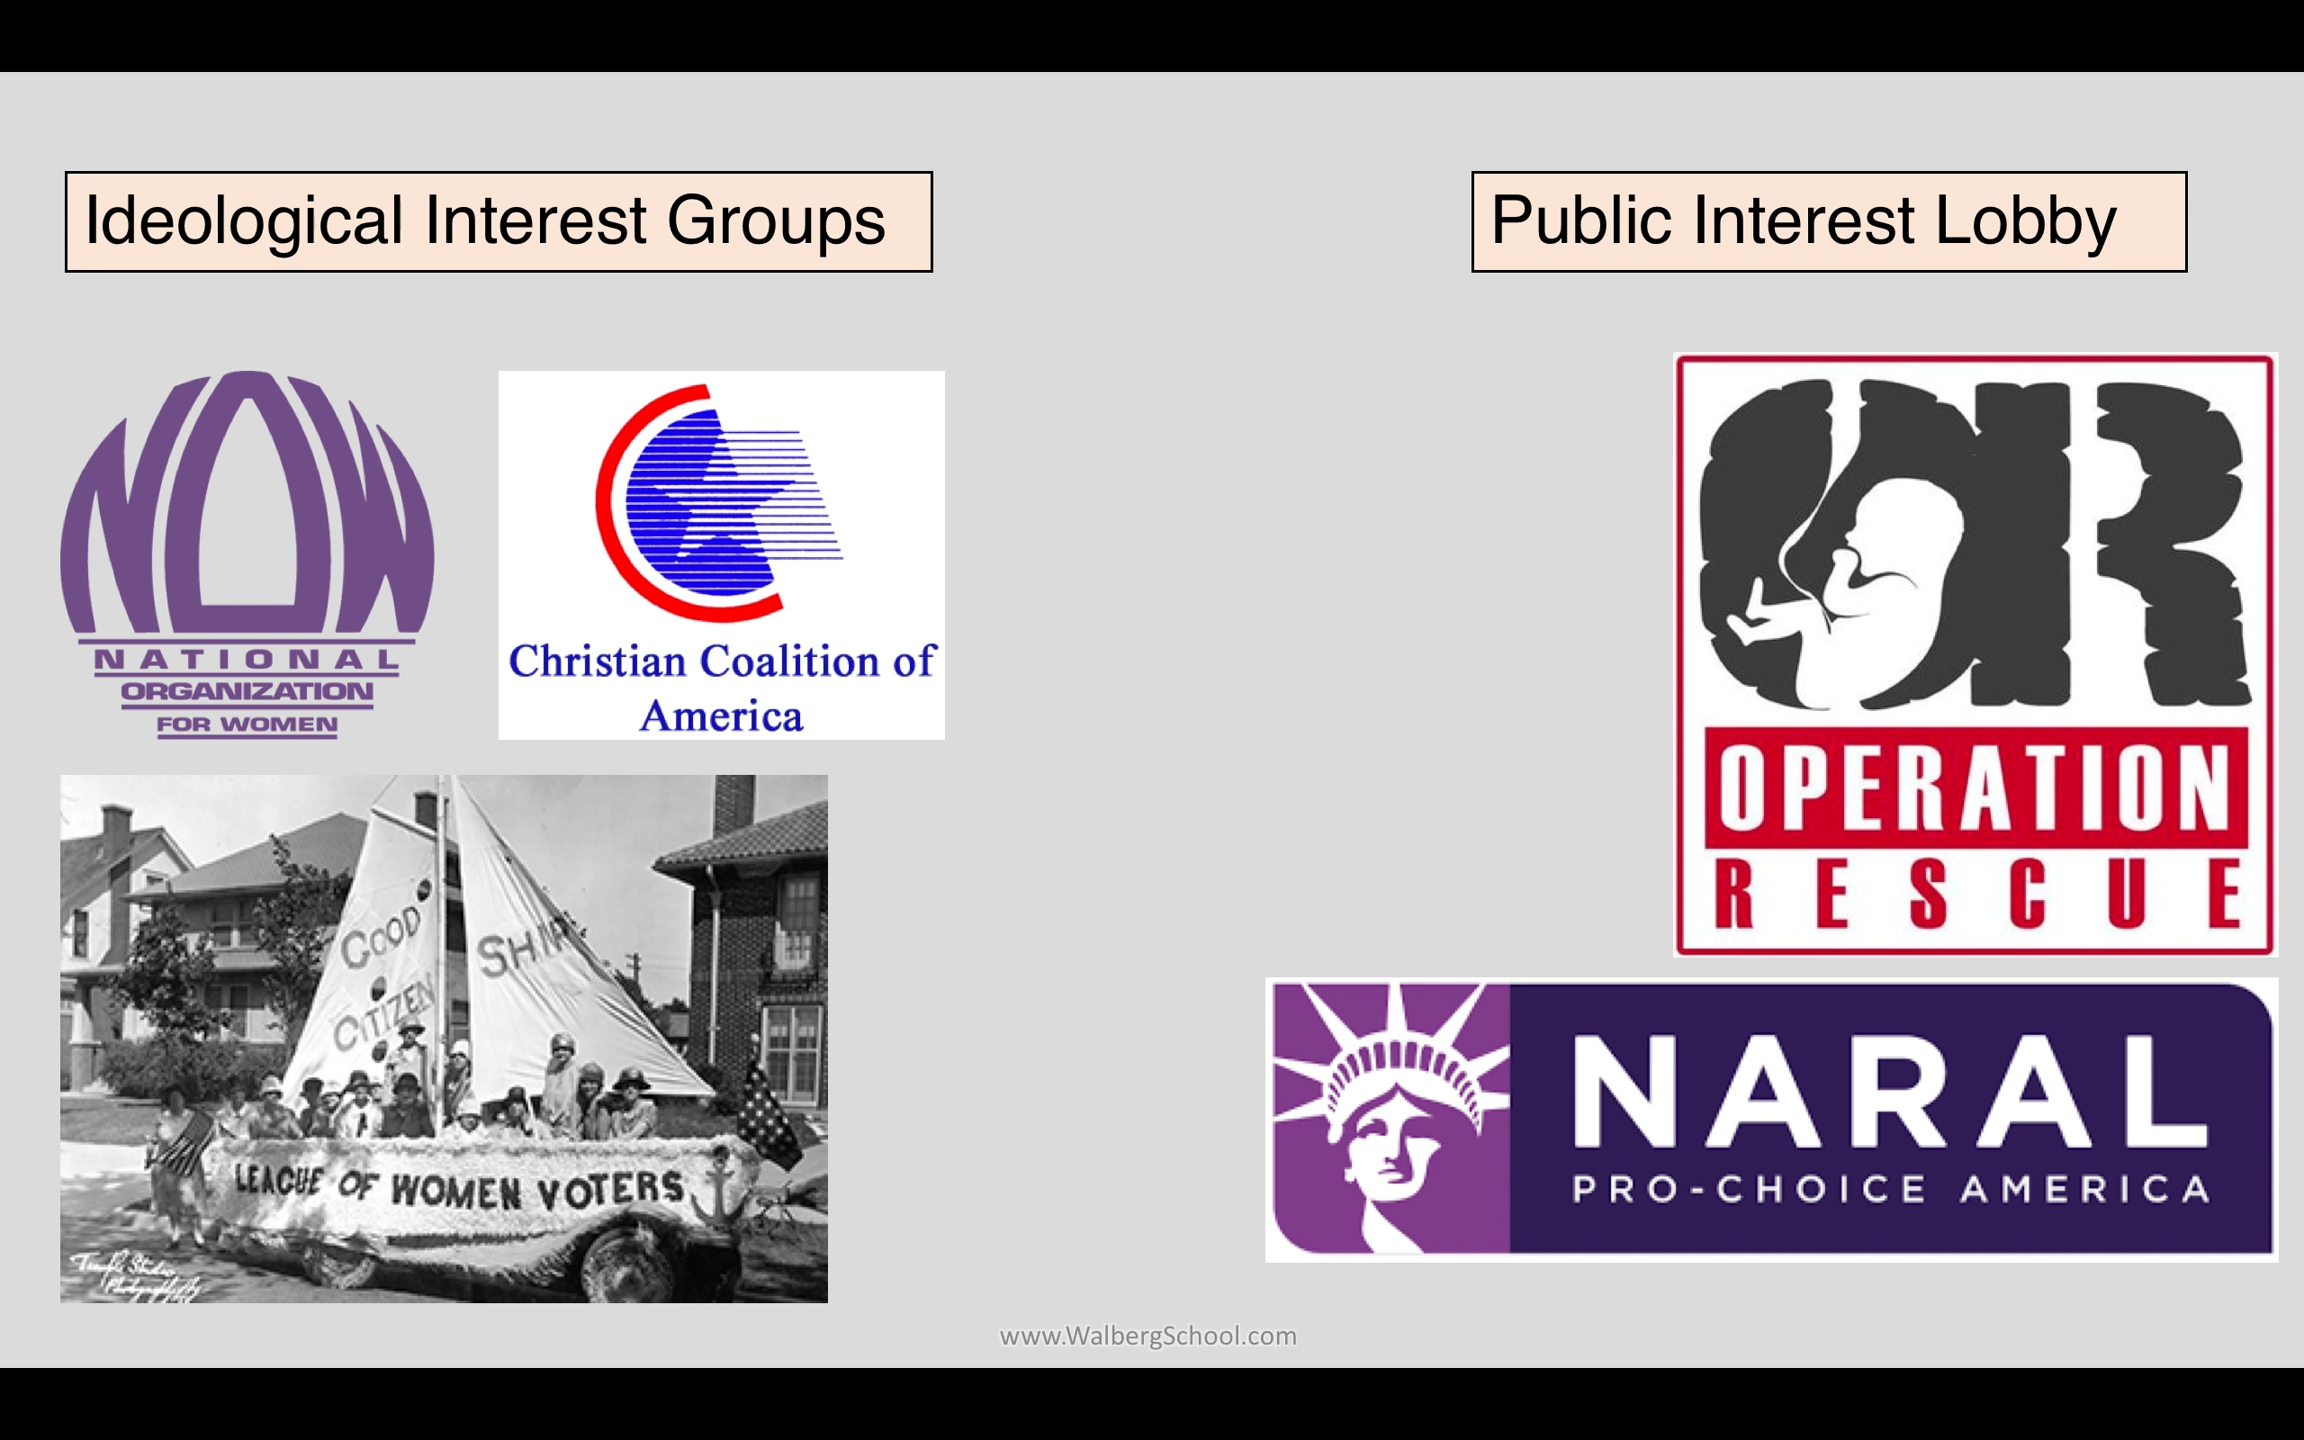 Ideological Interest Groups
Public Interest Lobby
NOW
NATIONAL
ORGANIZATION
FOR WOMEN
Christian Coalition of
America
GOOD
CITIZEN
SHIP
LEAGUE OF WOMEN VOTERS
OR
OPERATION
RESCUE
NARAL
PRO-CHOICE AMERICA
www.WalbergSchool.com